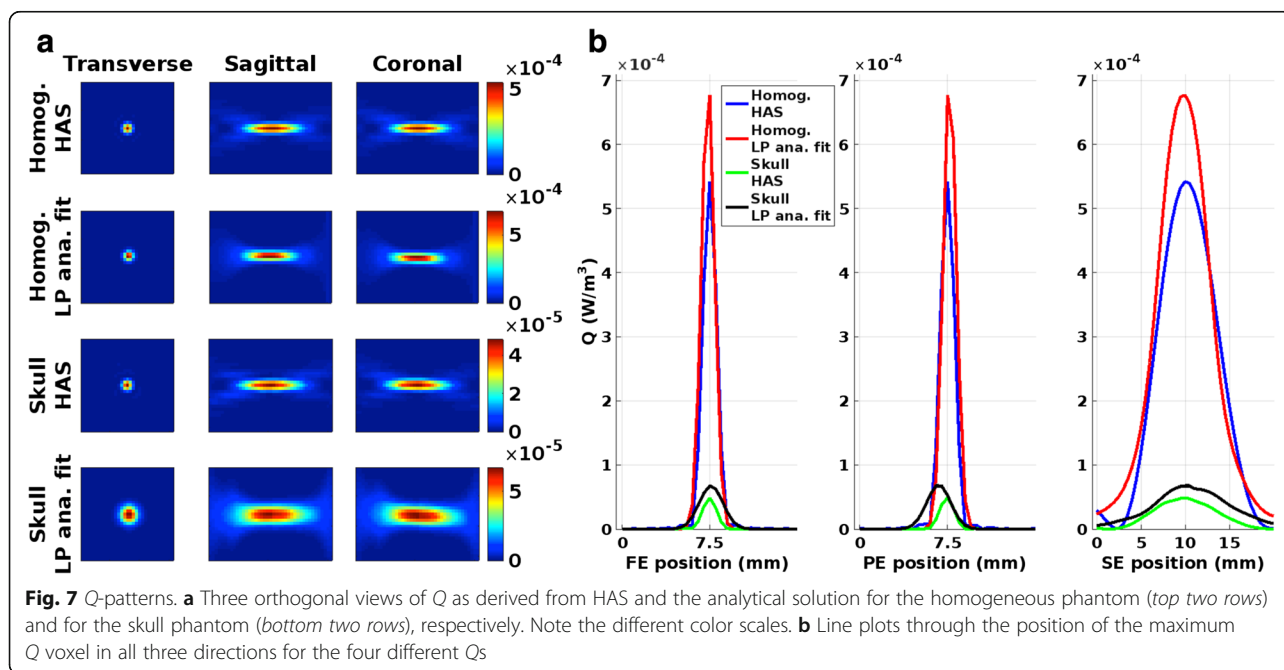 a
Transverse Sagittal Coronal
×10-4
Homog.
HAS
5
0
×10-4
Homog.
LP ana. fit
5
0
×10-5
Skull
HAS
4
2
0
×10-5
Skull
LP ana. fit
5
0
b
×10-4
7
6
5
4
3
2
1
0
Q (W/m3)
0 7.5
FE position (mm)
Homog.
HAS
Homog.
LP ana. fit
Skull
HAS
Skull
LP ana. fit
×10-4
7
6
5
4
3
2
1
0
0 7.5
PE position (mm)
×10-4
7
6
5
4
3
2
1
0
0 5 10 15
SE position (mm)
Fig. 7 Q-patterns. a Three orthogonal views of Q as derived from HAS and the analytical solution for the homogeneous phantom (top two rows)
and for the skull phantom (bottom two rows), respectively. Note the different color scales. b Line plots through the position of the maximum
Q voxel in all three directions for the four different Qs